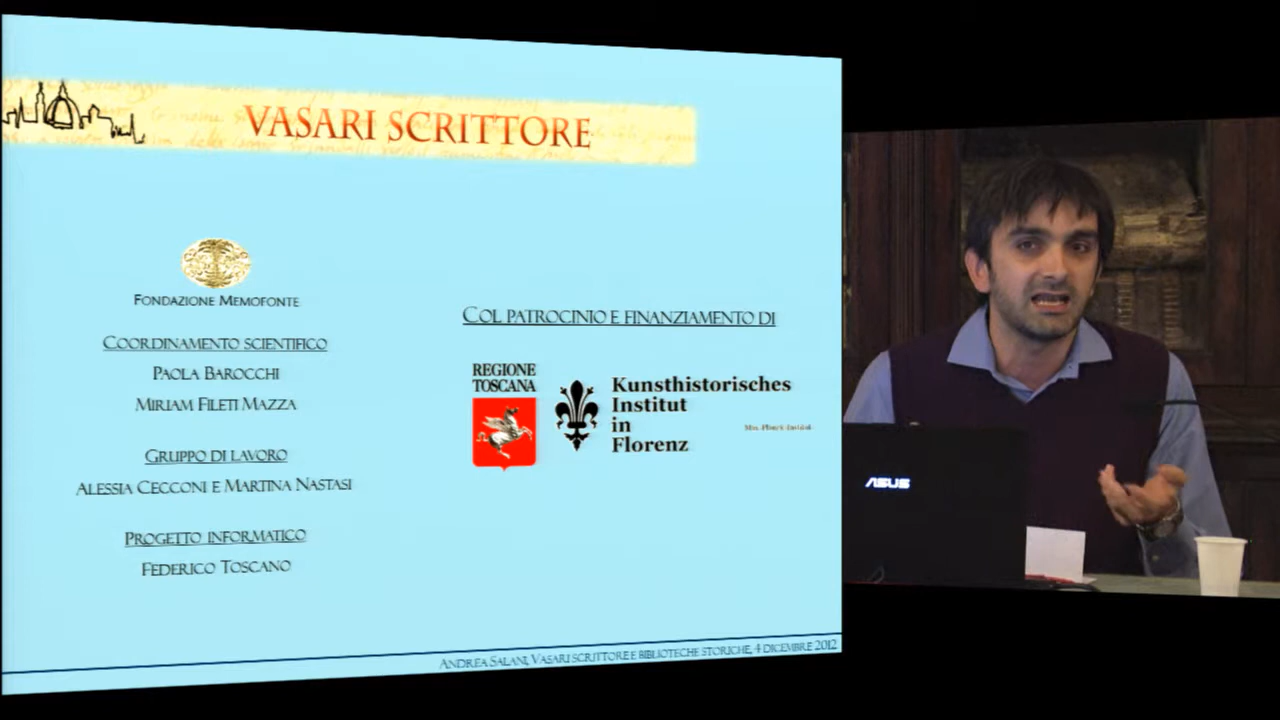 VASARI SCRITTORE
FONDAZIONE MEMOFONTE
COORDINAMENTO SCIENTIFICO
PAOLA BAROCCHI
MIRIAM FILETI MAZZA
GRUPPO DI LAVORO
ALESSIA CECCONI E MARTINA NASTASI
PROGETTO INFORMATICO
FEDERICO TOSCANO
COL PATROCINIO E FINANZIAMENTO DI
REGIONE
TOSCANA
Kunsthistorisches
Institut
in
Florenz
ANDREA SALANI, VASARI SCRITTORE E BIBLIOTECHE STORICHE, 4 DICEMBRE 2012
ASUS